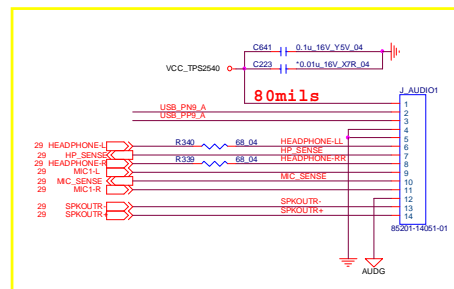 C641 0.1u_16V_Y5V_04
VCC_TPS2540 C223 *0.01u_16V_X7R_04
80mils J_AUDIO1
1
USB_PN9_A 2
USB_PP9_A 3
4
5
29 HEADPHONE-L R340 68_04 HEADPHONE-LL 6
29 HP_SENSE HP_SENSE 7
29 HEADPHONE-R R339 68_04 HEADPHONE-RR 8
29 MIC1-L 9
29 MIC_SENSE MIC_SENSE 10
29 MIC1-R 11
12
29 SPKOUTR- SPKOUTR- 13
29 SPKOUTR+ SPKOUTR+ 14
85201-14051-01
AUDG